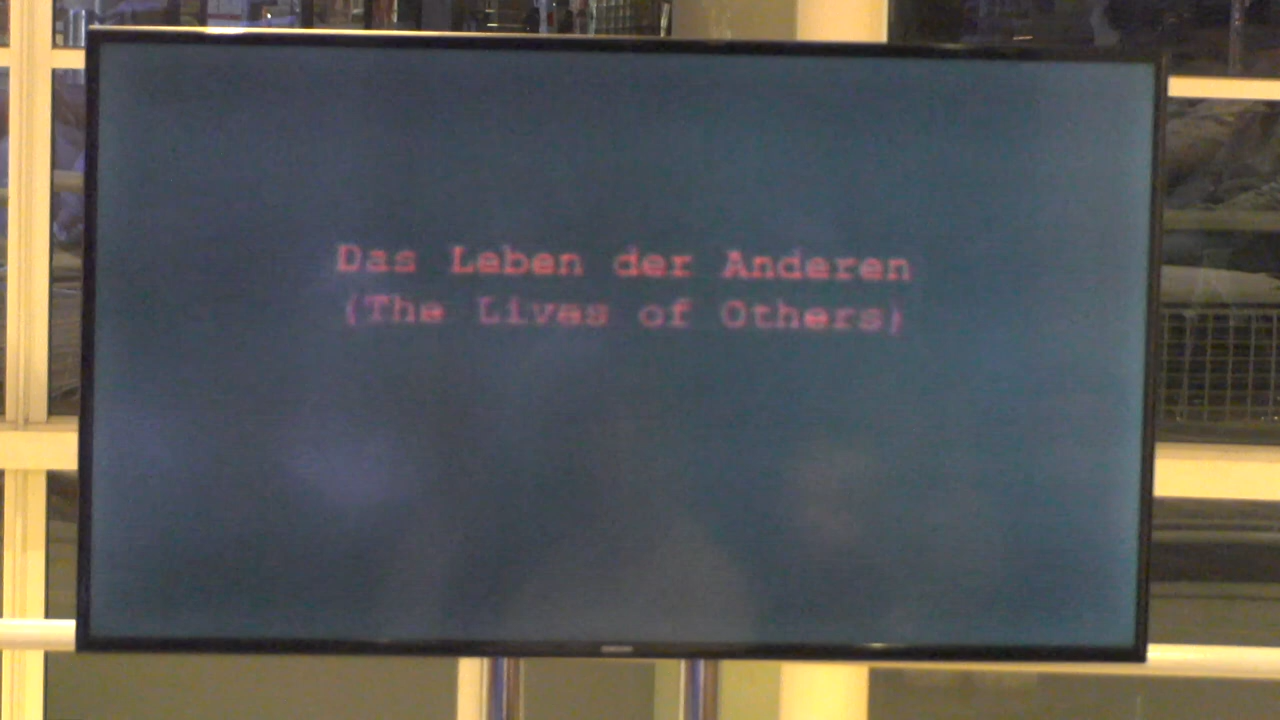 Das Leben der Anderen
(The Lives of Others)